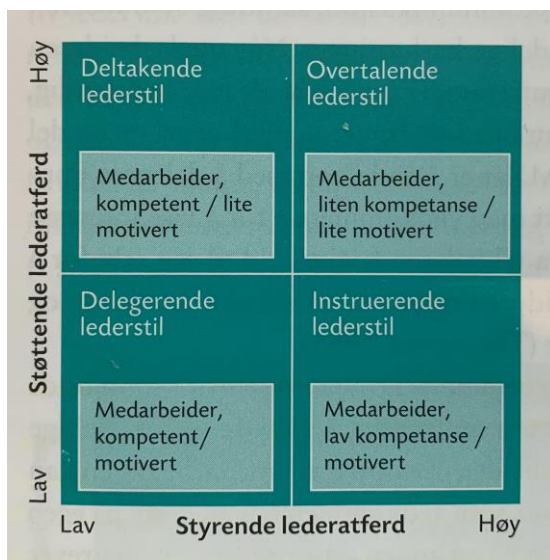 Deltakende
lederstil
Medarbeider,
kompetent / lite
motivert
Overtalende
lederstil
Medarbeider,
liten kompetanse /
lite motivert
Delegerende
lederstil
Medarbeider,
kompetent/
motivert
Instruerende
lederstil
Medarbeider,
lav kompetanse /
motivert
Høy
Støttende lederatferd
Lav
Lav
Styrende lederatferd
Høy